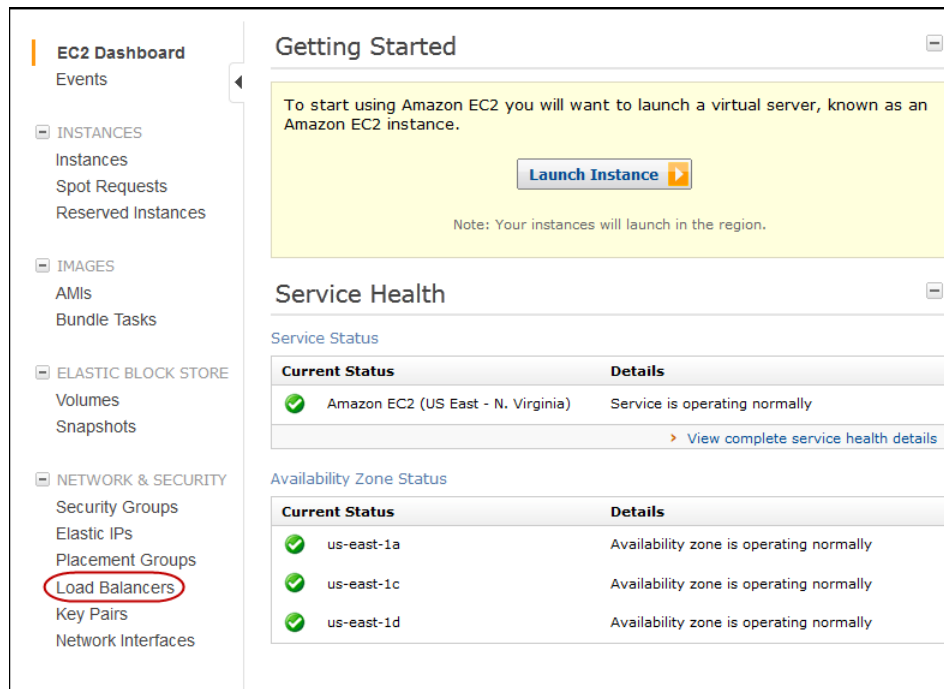 EC2 Dashboard
Events
INSTANCES
Instances
Spot Requests
Reserved Instances
IMAGES
AMIs
Bundle Tasks
ELASTIC BLOCK STORE
Volumes
Snapshots
NETWORK & SECURITY
Security Groups
Elastic IPs
Placement Groups
Load Balancers
Key Pairs
Network Interfaces
Getting Started
To start using Amazon EC2 you will want to launch a virtual server, known as an
Amazon EC2 instance.
Launch Instance
Note: Your instances will launch in the region.
Service Health
Service Status
Current Status Details
Amazon EC2 (US East - N. Virginia) Service is operating normally
View complete service health details
Availability Zone Status
Current Status Details
us-east-1a Availability zone is operating normally
us-east-1c Availability zone is operating normally
us-east-1d Availability zone is operating normally